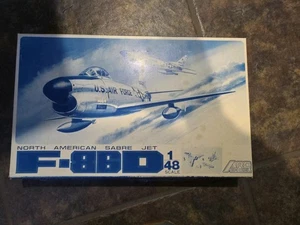 U.S. AIR FORCE
NORTH AMERICAN SABRE JET
F-86D
1
48
SCALE